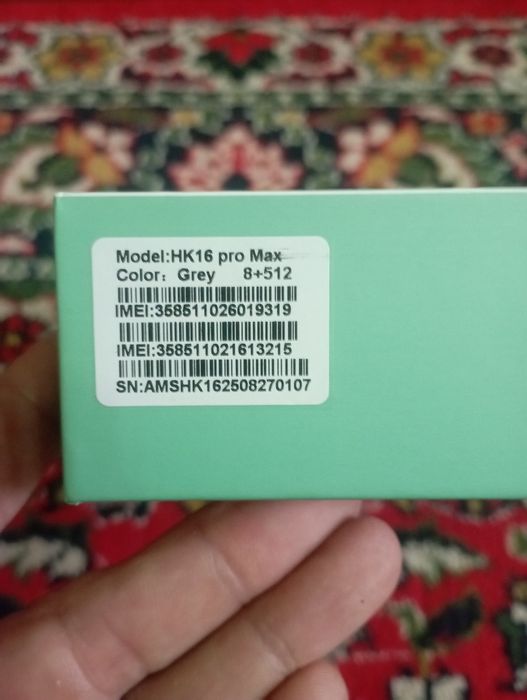 Model:HK16 pro Max
Color： Grey 8+512
IMEI:358511026019319
IMEI:358511021613215
SN:AMSHK162508270107